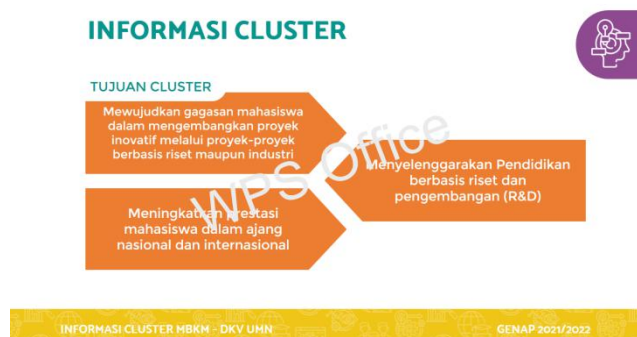 INFORMASI CLUSTER
TUJUAN CLUSTER
Mewujudkan gagasan mahasiswa
dalam mengembangkan proyek
inovatif melalui proyek-proyek
berbasis riset maupun industri
Menyelenggarakan Pendidikan
berbasis riset dan
pengembangan (R&D)
Meningkatkan prestasi
mahasiswa dalam ajang
nasional dan internasional
WPS Office
INFORMASI CLUSTER MBKM - DKV UMN
GENAP 2021/2022